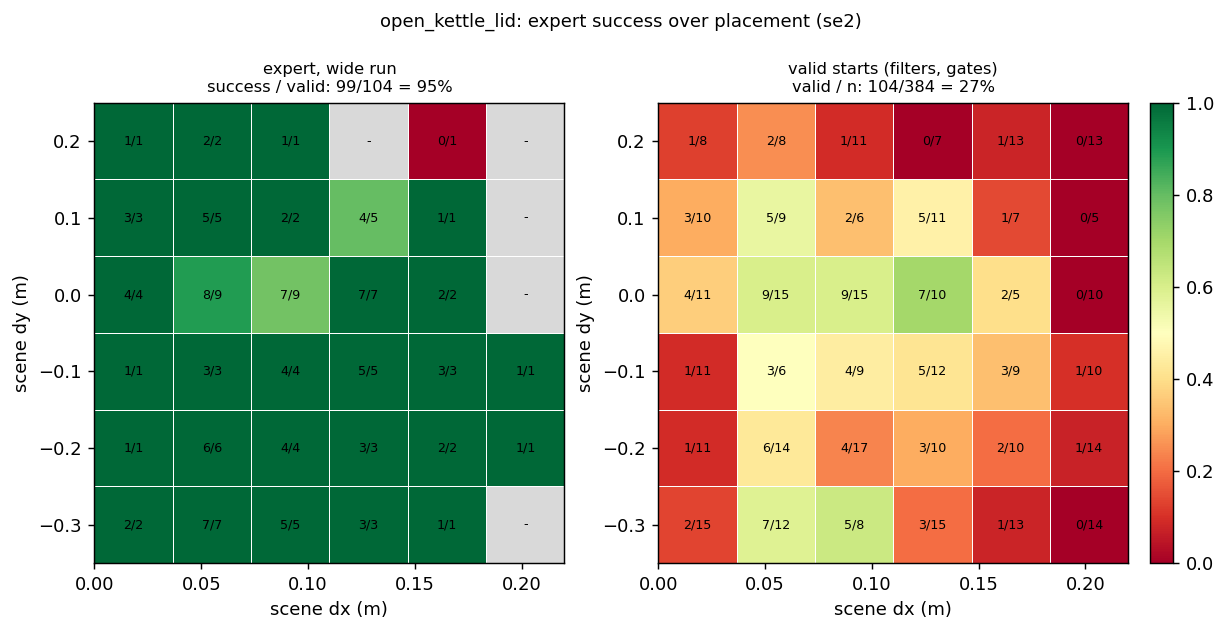 open_kettle_lid: expert success over placement (se2)
expert, wide run
success / valid: 99/104 = 95%
scene dy (m)
0.2 1/1 2/2 1/1 - 0/1 -
0.1 3/3 5/5 2/2 4/5 1/1 -
0.0 4/4 8/9 7/9 7/7 2/2 -
−0.1 1/1 3/3 4/4 5/5 3/3 1/1
−0.2 1/1 6/6 4/4 3/3 2/2 1/1
−0.3 2/2 7/7 5/5 3/3 1/1 -
0.00 0.05 0.10 0.15 0.20
scene dx (m)
valid starts (filters, gates)
valid / n: 104/384 = 27%
scene dy (m)
0.2 1/8 2/8 1/11 0/7 1/13 0/13
0.1 3/10 5/9 2/6 5/11 1/7 0/5
0.0 4/11 9/15 9/15 7/10 2/5 0/10
−0.1 1/11 3/6 4/9 5/12 3/9 1/10
−0.2 1/11 6/14 4/17 3/10 2/10 1/14
−0.3 2/15 7/12 5/8 3/15 1/13 0/14
0.00 0.05 0.10 0.15 0.20
scene dx (m)
1.0
0.8
0.6
0.4
0.2
0.0